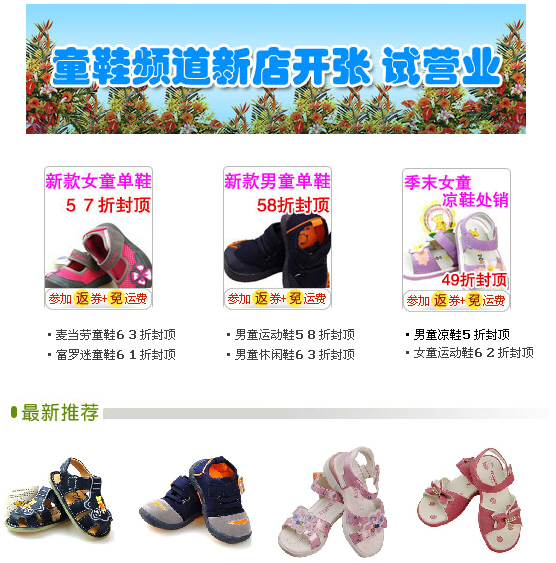 童鞋频道新店开张 试营业
新款女童单鞋
５７折封顶
参加 返 券+ 免 运费
新款男童单鞋
58折封顶
参加 返 券+ 免 运费
季末女童
凉鞋处销
49折封顶
参加 返 券+ 免 运费
· 麦当劳童鞋６３折封顶
· 富罗迷童鞋６１折封顶
· 男童运动鞋５８折封顶
· 男童休闲鞋６３折封顶
· 男童凉鞋５折封顶
· 女童运动鞋６２折封顶
最新推荐